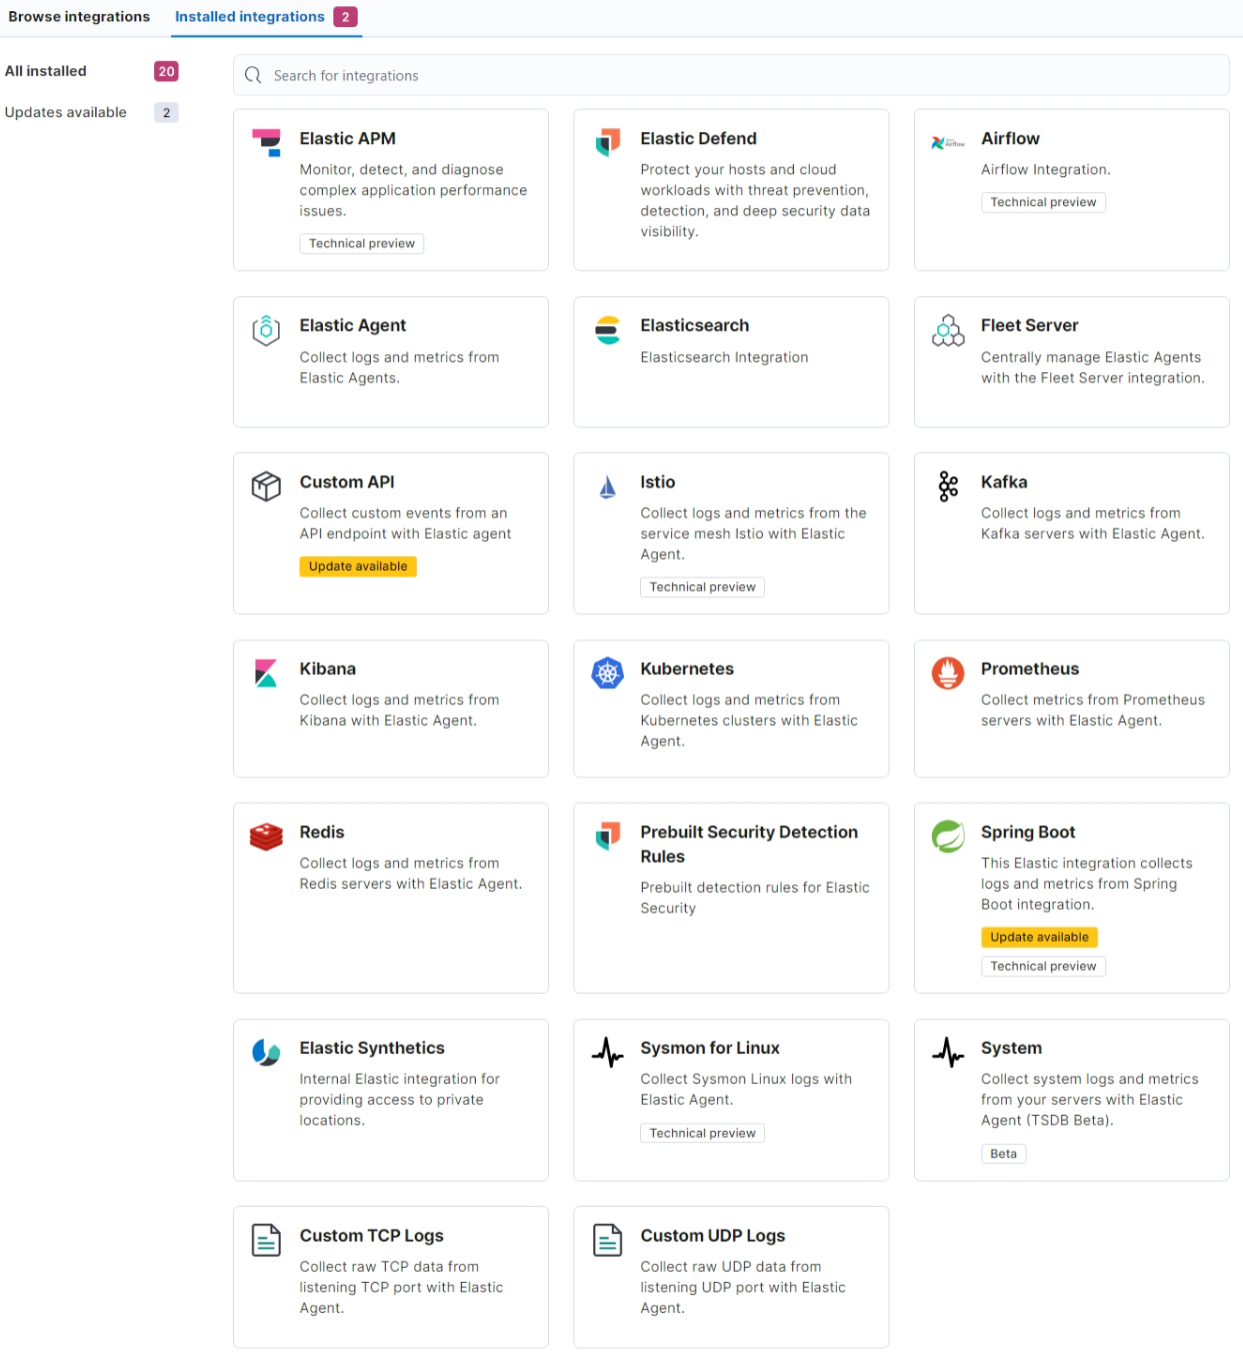 Browse integrations
Installed integrations 2
All installed 20
Updates available 2
Search for integrations
Elastic APM
Monitor, detect, and diagnose
complex application performance
issues.
Technical preview
Elastic Defend
Protect your hosts and cloud
workloads with threat prevention,
detection, and deep security data
visibility.
Airflow
Airflow
Airflow Integration.
Technical preview
Elastic Agent
Collect logs and metrics from
Elastic Agents.
Elasticsearch
Elasticsearch Integration
Fleet Server
Centrally manage Elastic Agents
with the Fleet Server integration.
Custom API
Collect custom events from an
API endpoint with Elastic agent
Update available
Istio
Collect logs and metrics from the
service mesh Istio with Elastic
Agent.
Technical preview
Kafka
Collect logs and metrics from
Kafka servers with Elastic Agent.
Kibana
Collect logs and metrics from
Kibana with Elastic Agent.
Kubernetes
Collect logs and metrics from
Kubernetes clusters with Elastic
Agent.
Prometheus
Collect metrics from Prometheus
servers with Elastic Agent.
Redis
Collect logs and metrics from
Redis servers with Elastic Agent.
Prebuilt Security Detection
Rules
Prebuilt detection rules for Elastic
Security
Spring Boot
This Elastic integration collects
logs and metrics from Spring
Boot integration.
Update available
Technical preview
Elastic Synthetics
Internal Elastic integration for
providing access to private
locations.
Sysmon for Linux
Collect Sysmon Linux logs with
Elastic Agent.
Technical preview
System
Collect system logs and metrics
from your servers with Elastic
Agent (TSDB Beta).
Beta
Custom TCP Logs
Collect raw TCP data from
listening TCP port with Elastic
Agent.
Custom UDP Logs
Collect raw UDP data from
listening UDP port with Elastic
Agent.